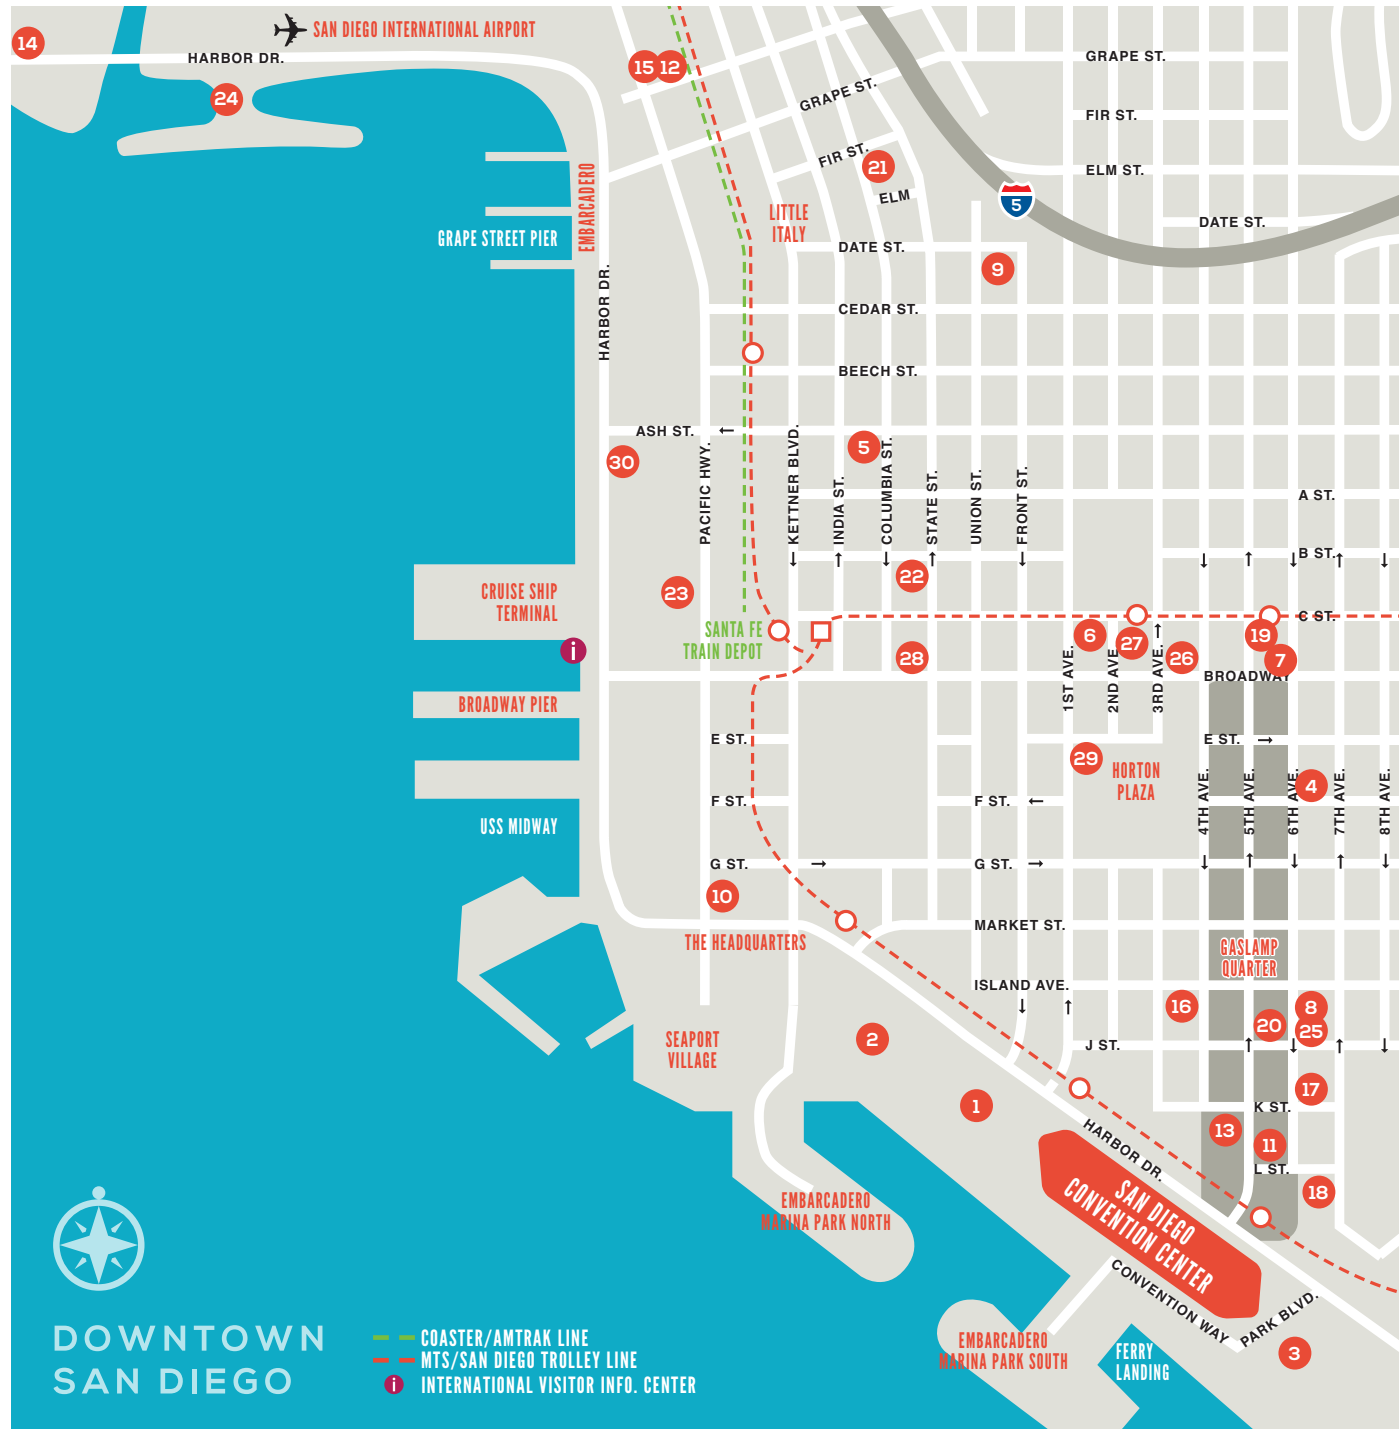 SAN DIEGO INTERNATIONAL AIRPORT
14
HARBOR DR.
24
15
12
GRAPE ST.
GRAPE ST.
FIR ST.
FIR ST.
21
ELM ST.
ELM
5
EMBARCADERO
GRAPE STREET PIER
LITTLE
ITALY
DATE ST.
DATE ST.
9
HARBOR DR.
CEDAR ST.
BEECH ST.
ASH ST.
30
5
PACIFIC HWY.
KETTNER BLVD.
INDIA ST.
COLUMBIA ST.
STATE ST.
UNION ST.
FRONT ST.
A ST.
B ST.
22
CRUISE SHIP
TERMINAL
23
C ST.
SANTA FE
TRAIN DEPOT
i
28
6
27
26
19
7
1ST AVE.
2ND AVE
3RD AVE.
BROADWAY
BROADWAY PIER
E ST.
E ST.
29
HORTON
PLAZA
4
4TH AVE.
5TH AVE.
6TH AVE.
7TH AVE.
8TH AVE.
F ST.
F ST.
USS MIDWAY
G ST.
G ST.
10
THE HEADQUARTERS
MARKET ST.
GASLAMP
QUARTER
ISLAND AVE.
16
8
20
25
2
SEAPORT
VILLAGE
J ST.
1
17
K ST.
13
11
HARBOR DR.
L ST.
18
SAN DIEGO
CONVENTION CENTER
EMBARCADERO
MARINA PARK NORTH
CONVENTION WAY
PARK BLVD.
3
EMBARCADERO
MARINA PARK SOUTH
FERRY
LANDING
DOWNTOWN
SAN DIEGO
COASTER/AMTRAK LINE
MTS/SAN DIEGO TROLLEY LINE
i INTERNATIONAL VISITOR INFO. CENTER